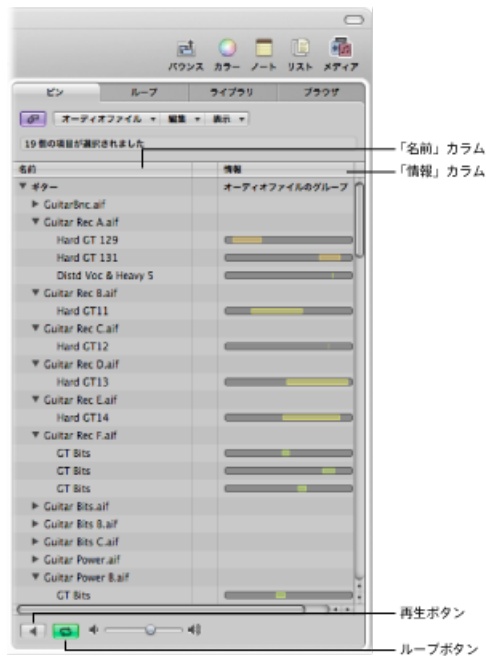 バウンス カラー ノート リスト メディア
ビン ループ ライブラリ ブラウザ
オーディオファイル 編集 表示
19 個の項目が選択されました
「名前」カラム
名前 情報
「情報」カラム
ギター オーディオファイルのグループ
Guitar8nc.aif
Guitar Rec A.aif
Hard GT 129
Hard GT 131
Distd Voc & Heavy S
Guitar Rec B.aif
Hard GT11
Guitar Rec C.aif
Hard GT12
Guitar Rec D.aif
Hard GT13
Guitar Rec E.aif
Hard GT14
Guitar Rec F.aif
GT Bits
GT Bits
GT Bits
Guitar Bits.aif
Guitar Bits B.aif
Guitar Bits C.aif
Guitar Power.aif
Guitar Power B.aif
GT Bits
再生ボタン
ループボタン